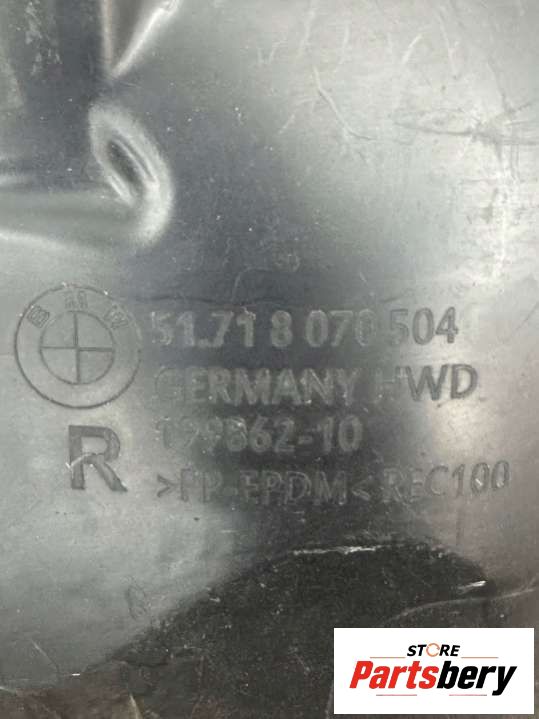 BMW
51.71 8 070 504
GERMANY HWD
R
199862-10
>PP-EPDM< REC100
STORE
Partsbery